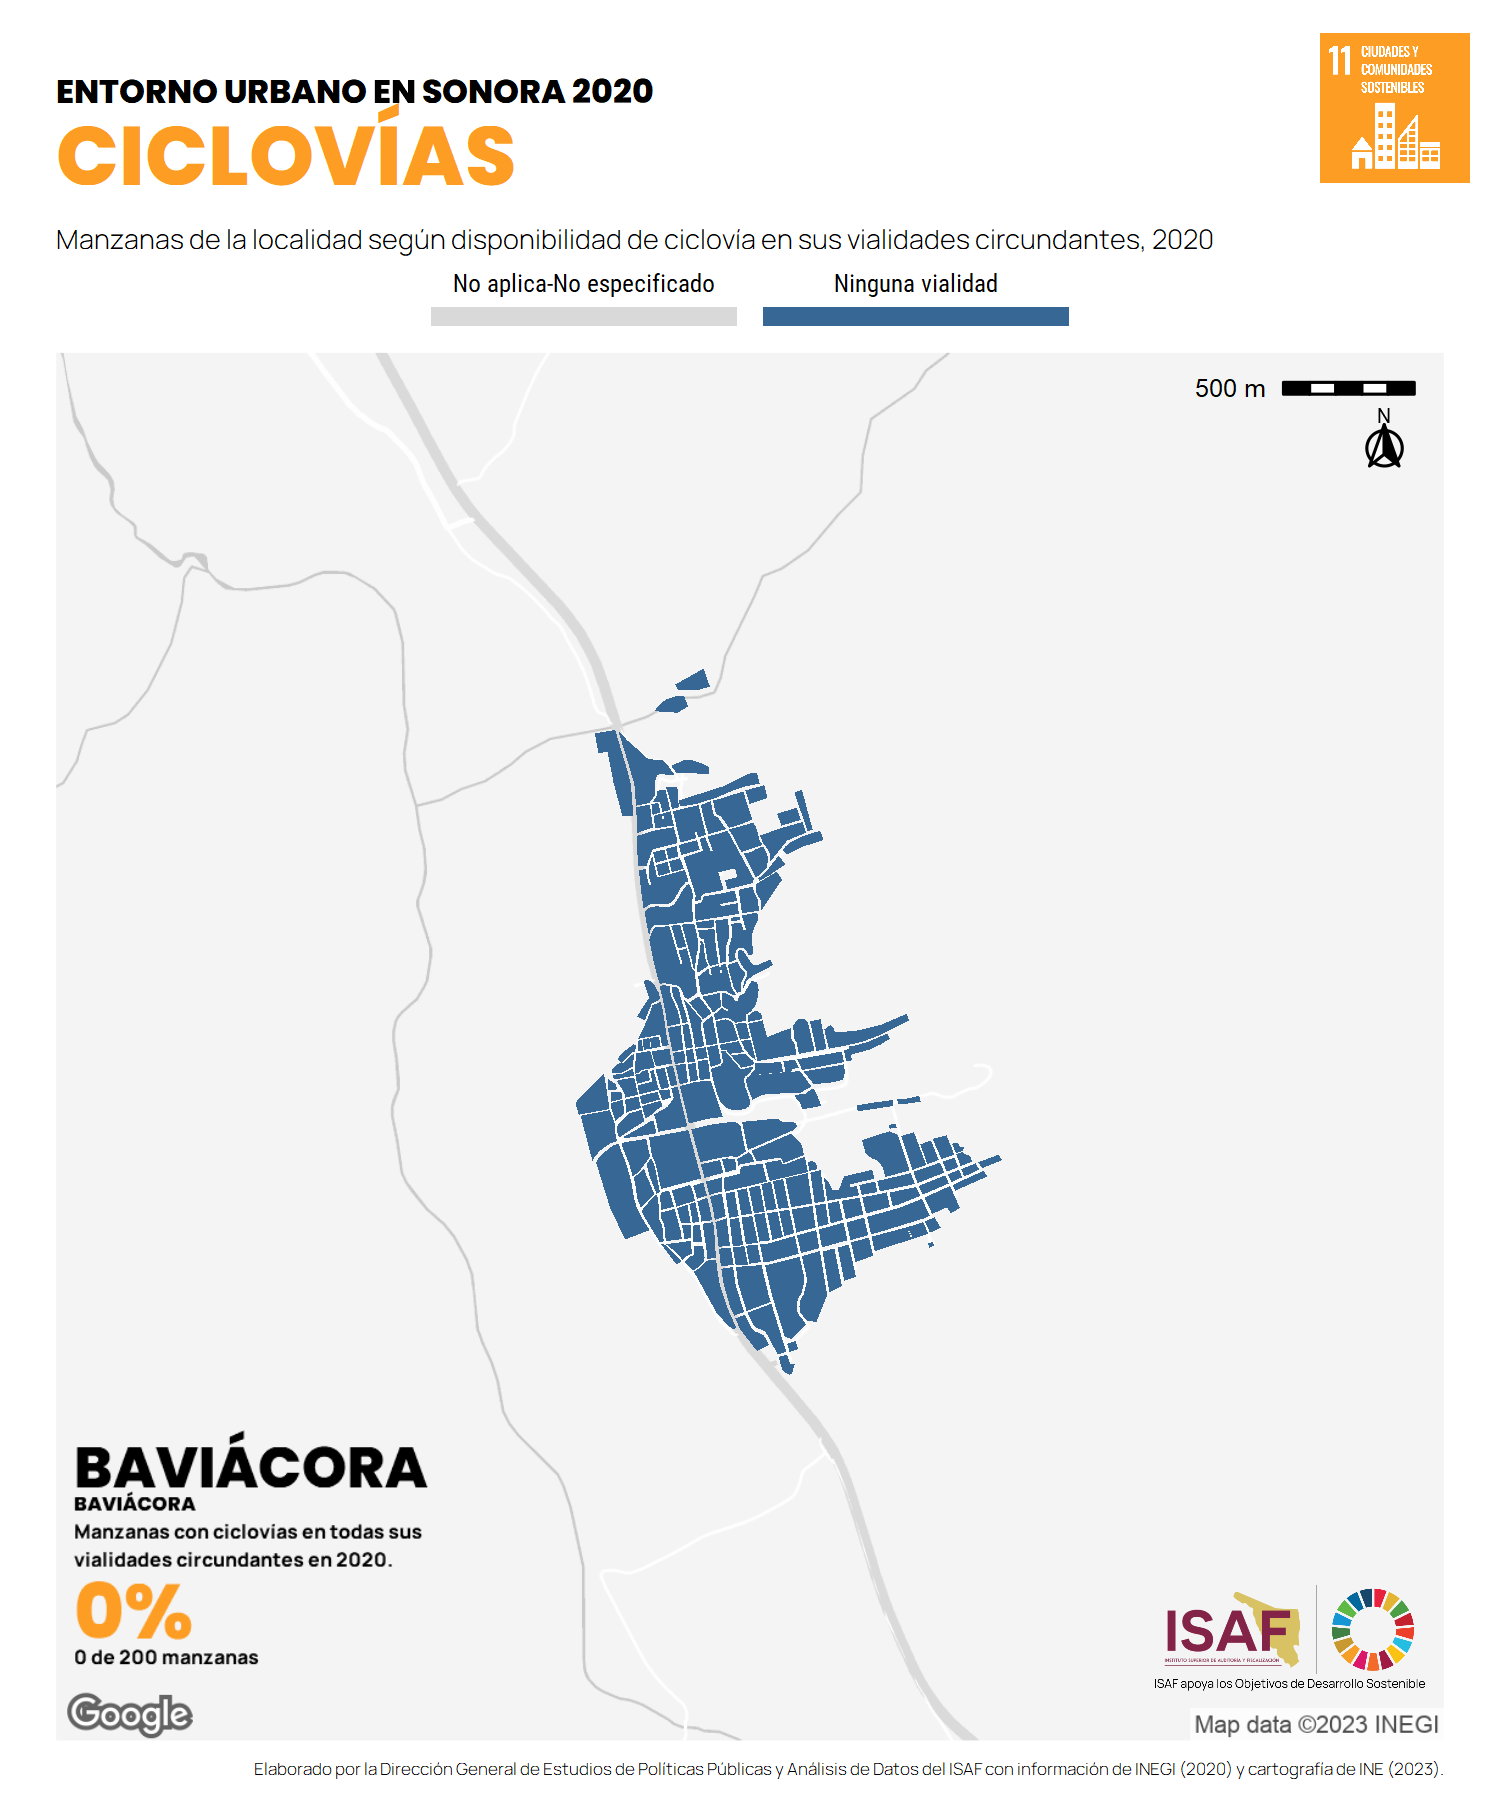 ENTORNO URBANO EN SONORA 2020
CICLOVÍAS
11 CIUDADES Y
COMUNIDADES
SOSTENIBLES
Manzanas de la localidad según disponibilidad de ciclovía en sus vialidades circundantes, 2020
No aplica-No especificado
Ninguna vialidad
500 m
N
BAVIÁCORA
BAVIÁCORA
Manzanas con ciclovias en todas sus
vialidades circundantes en 2020.
0%
0 de 200 manzanas
Google
ISAF
INSTITUTO SUPERIOR DE AUDITORÍA Y FISCALIZACIÓN
ISAF apoya los Objetivos de Desarrollo Sostenible
Map data ©2023 INEGI
Elaborado por la Dirección General de Estudios de Políticas Públicas y Análisis de Datos del ISAF con información de INEGI (2020) y cartografía de INE (2023).